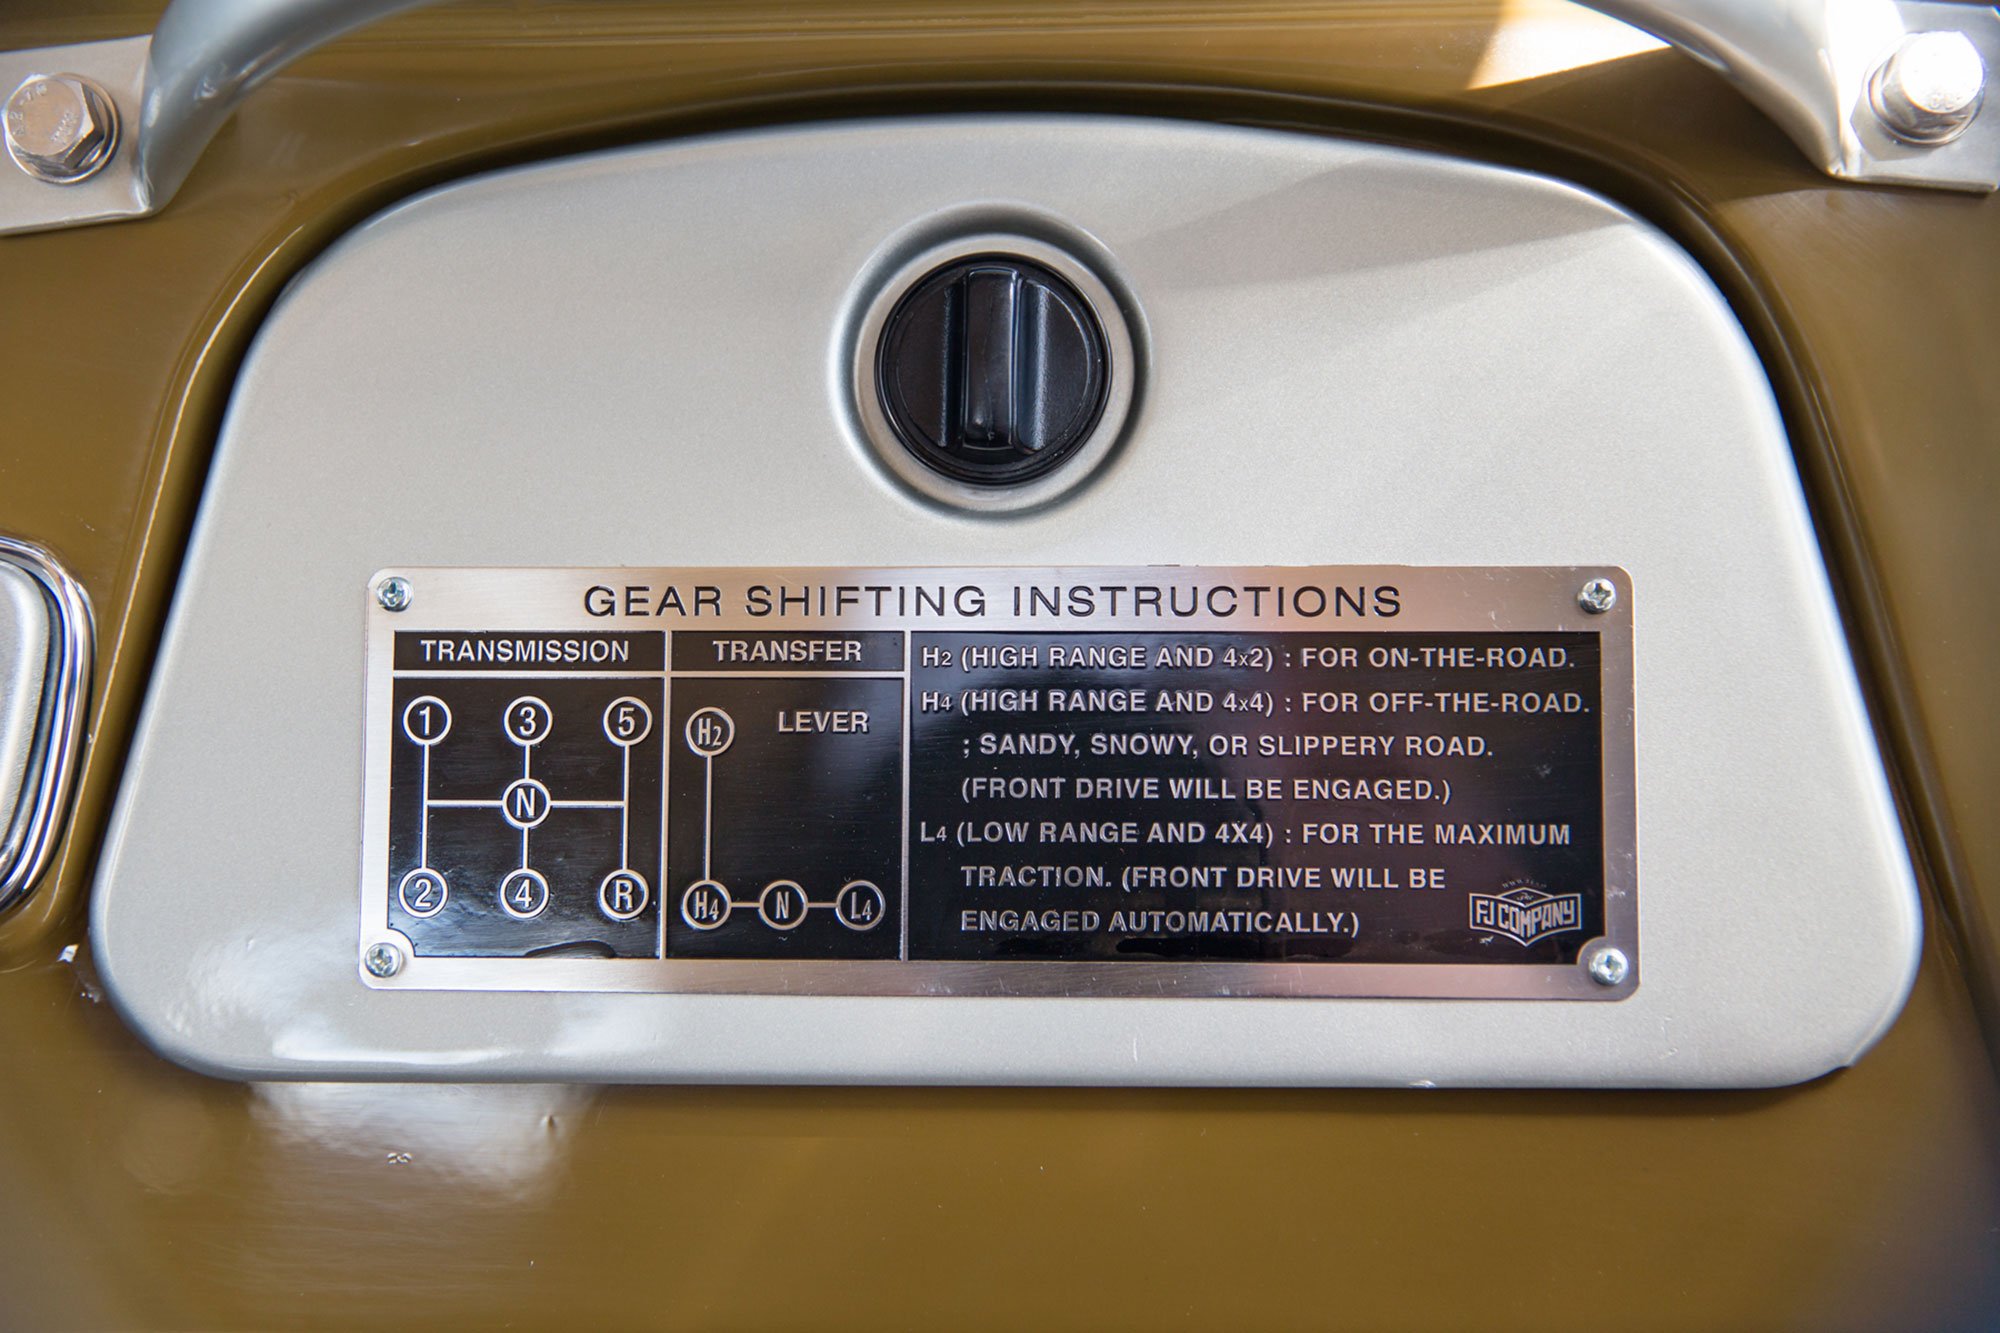 GEAR SHIFTING INSTRUCTIONS
TRANSMISSION
1 3 5
N
2 4 R
TRANSFER
H2 LEVER
H4 N L4
H2 (HIGH RANGE AND 4x2) : FOR ON-THE-ROAD.
H4 (HIGH RANGE AND 4x4) : FOR OFF-THE-ROAD.
; SANDY, SNOWY, OR SLIPPERY ROAD.
(FRONT DRIVE WILL BE ENGAGED.)
L4 (LOW RANGE AND 4X4) : FOR THE MAXIMUM
TRACTION. (FRONT DRIVE WILL BE
ENGAGED AUTOMATICALLY.)
FJ COMPANY